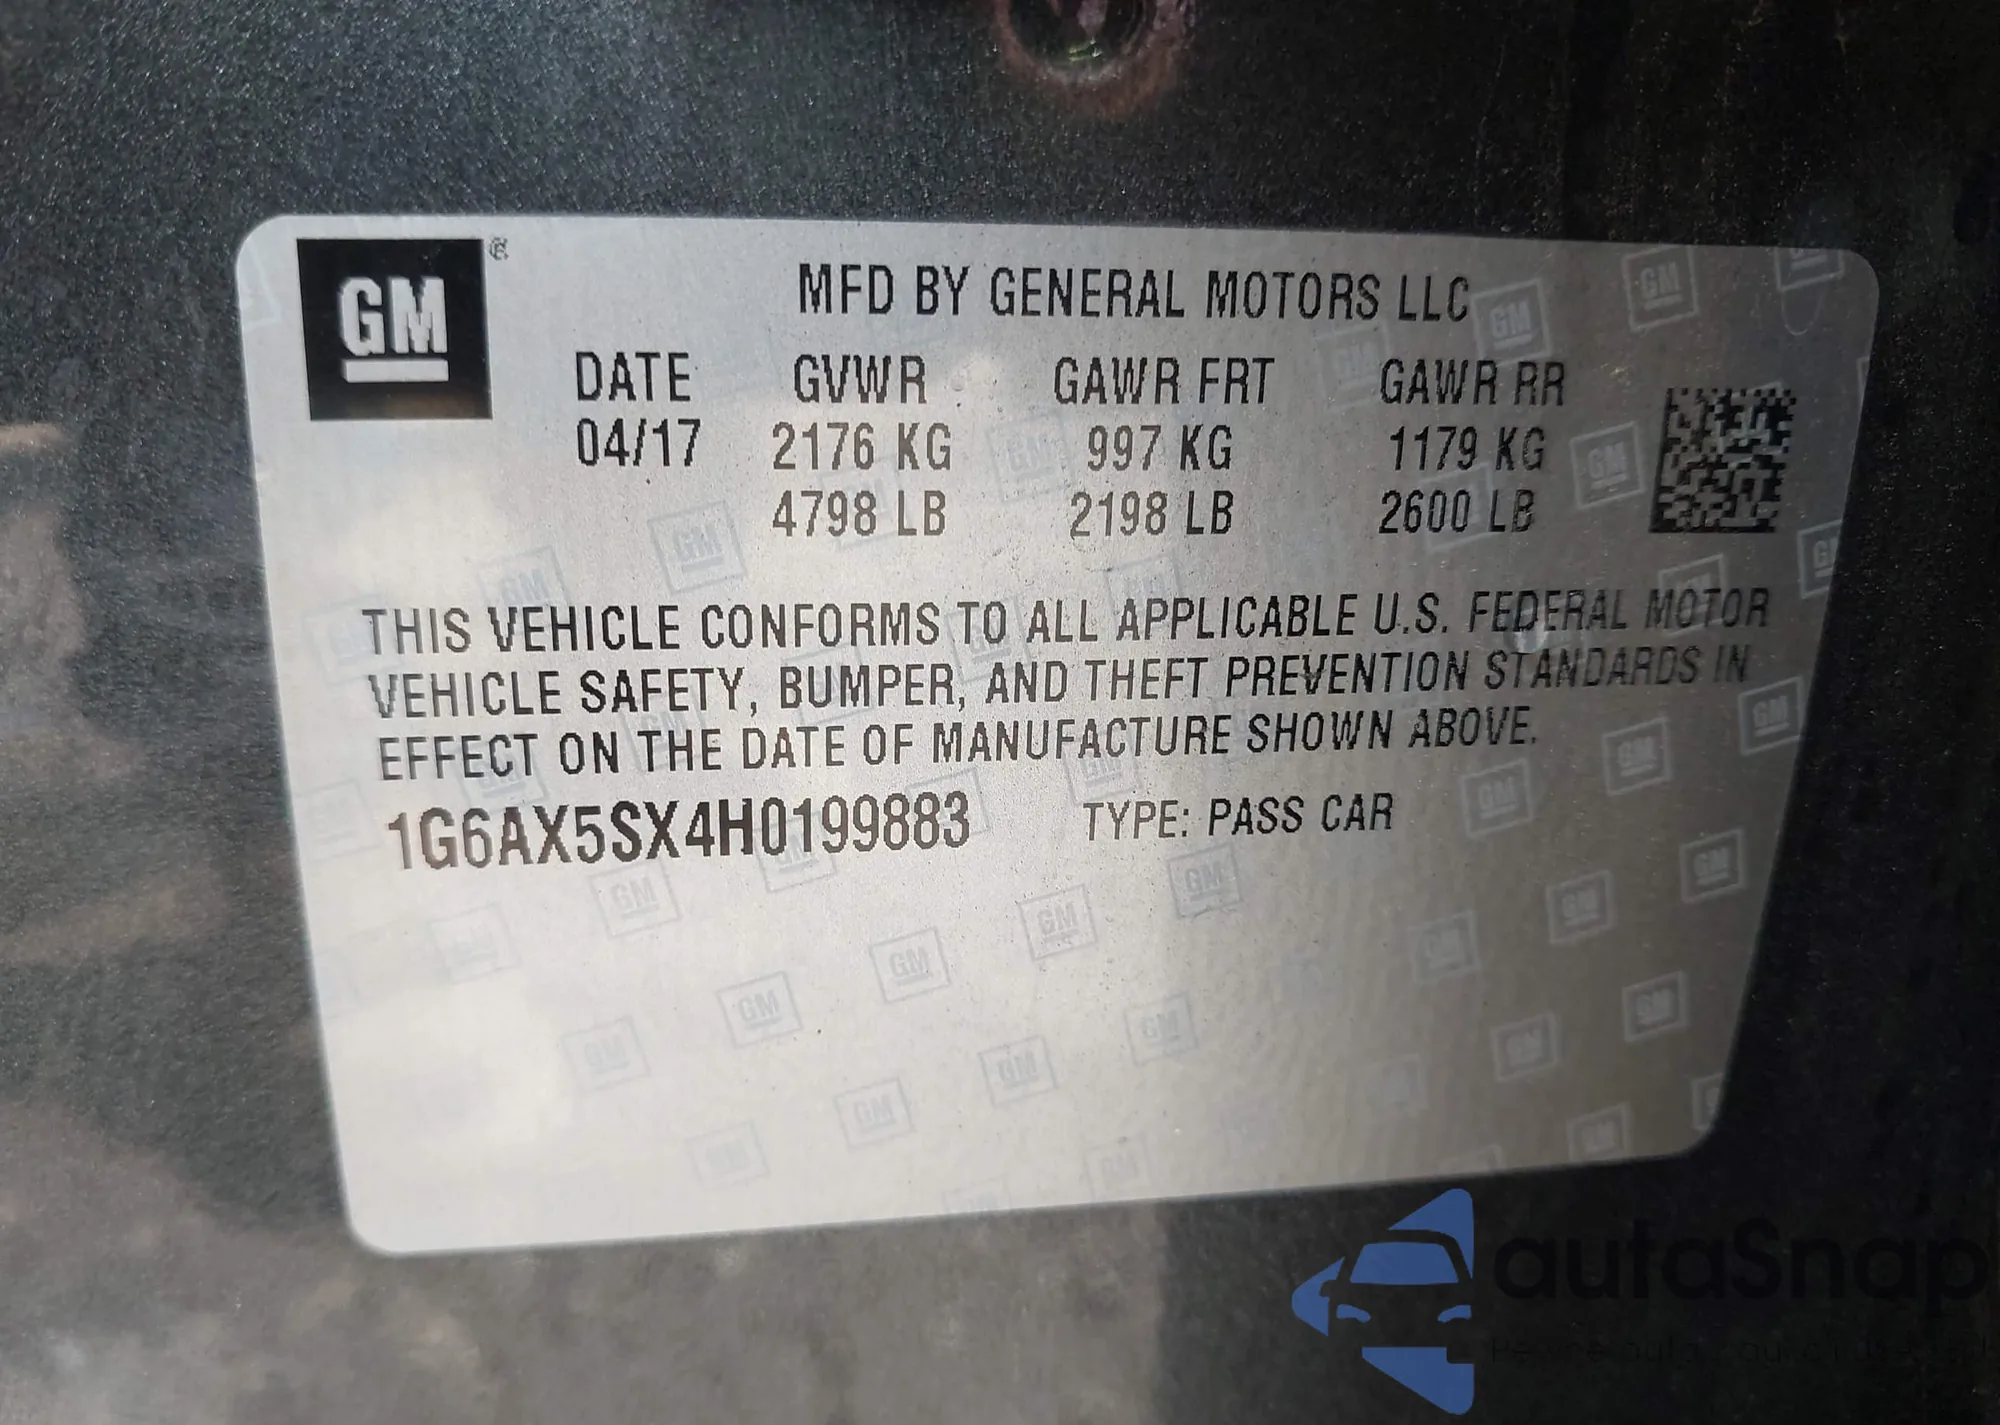 GM
MFD BY GENERAL MOTORS LLC
DATE GVWR GAWR FRT GAWR RR
04/17 2176 KG 997 KG 1179 KG
4798 LB 2198 LB 2600 LB
THIS VEHICLE CONFORMS TO ALL APPLICABLE U.S. FEDERAL MOTOR
VEHICLE SAFETY, BUMPER, AND THEFT PREVENTION STANDARDS IN
EFFECT ON THE DATE OF MANUFACTURE SHOWN ABOVE.
1G6AX5SX4H0199883 TYPE: PASS CAR
autaSnap